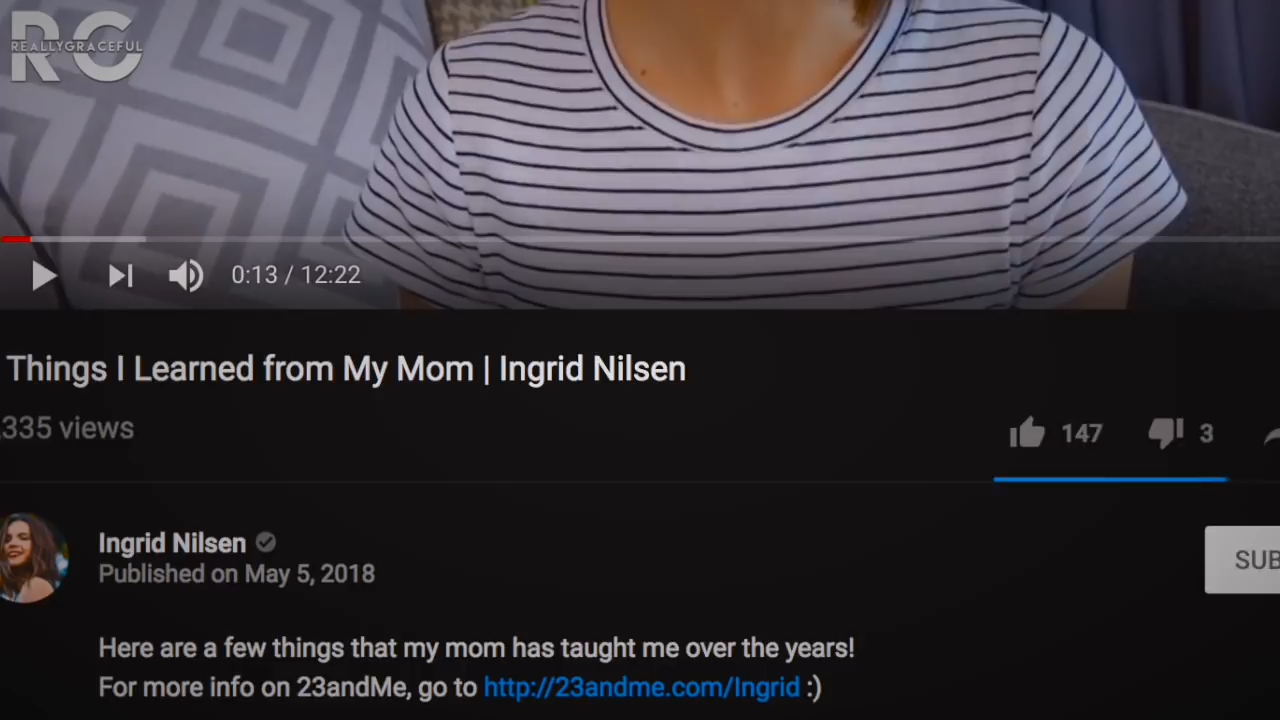 RG
REALLYGRACEFUL
0:13 / 12:22
Things I Learned from My Mom | Ingrid Nilsen
335 views
147
3
Ingrid Nilsen
SUB
Published on May 5, 2018
Here are a few things that my mom has taught me over the years!
For more info on 23andMe, go to http://23andme.com/Ingrid :)